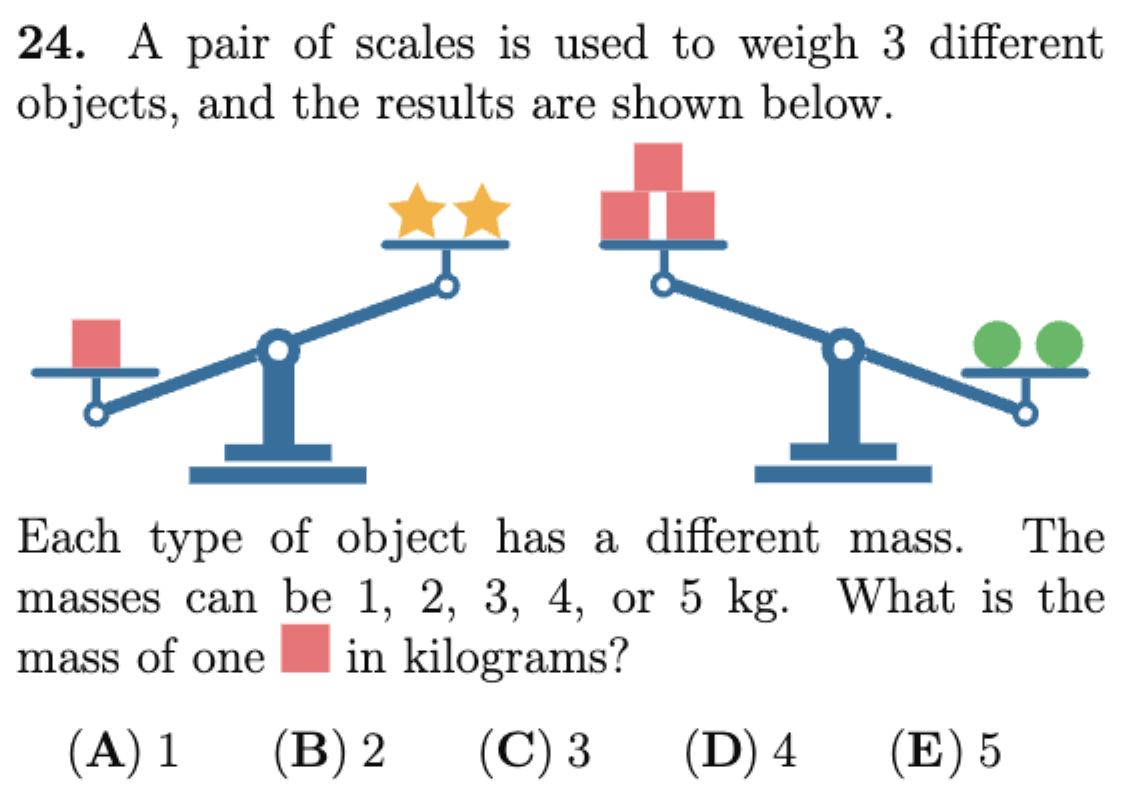 24. A pair of scales is used to weigh 3 different
objects, and the results are shown below.
Each type of object has a different mass. The
masses can be 1, 2, 3, 4, or 5 kg. What is the
mass of one in kilograms?
(A) 1 (B) 2 (C) 3 (D) 4 (E) 5